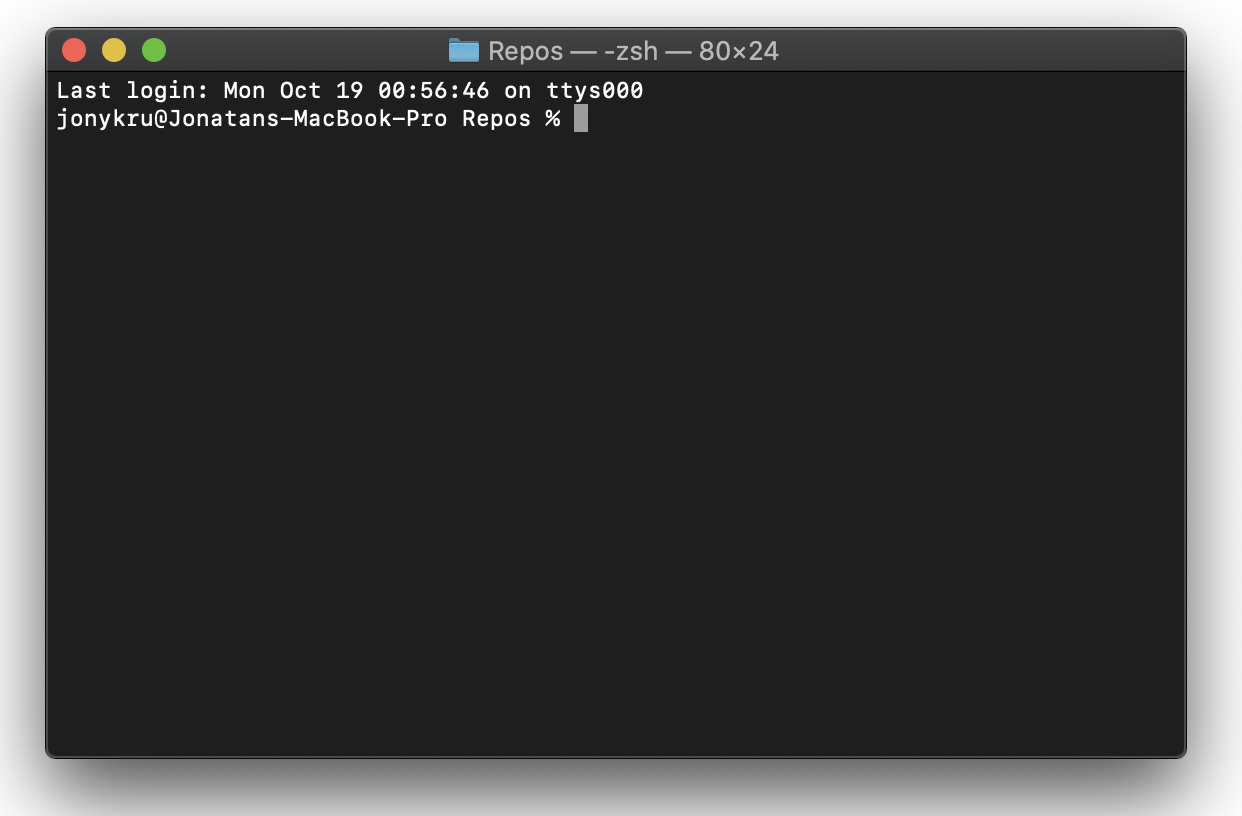 Repos — -zsh — 80×24
Last login: Mon Oct 19 00:56:46 on ttys000
jonykru@Jonatans-MacBook-Pro Repos %